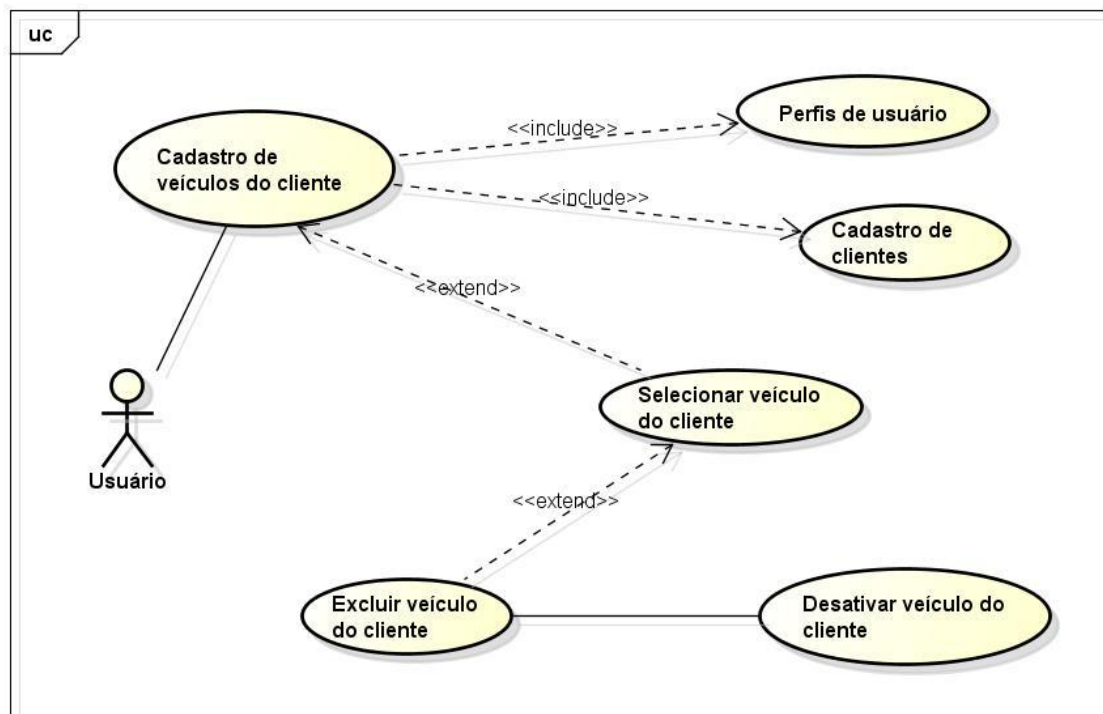 uc
Perfis de usuário
<<include>>
Cadastro de
veículos do cliente
<<include>>
Cadastro de
clientes
<<extend>>
Selecionar veículo
do cliente
Usuário
<<extend>>
Excluir veículo
do cliente
Desativar veículo do
cliente